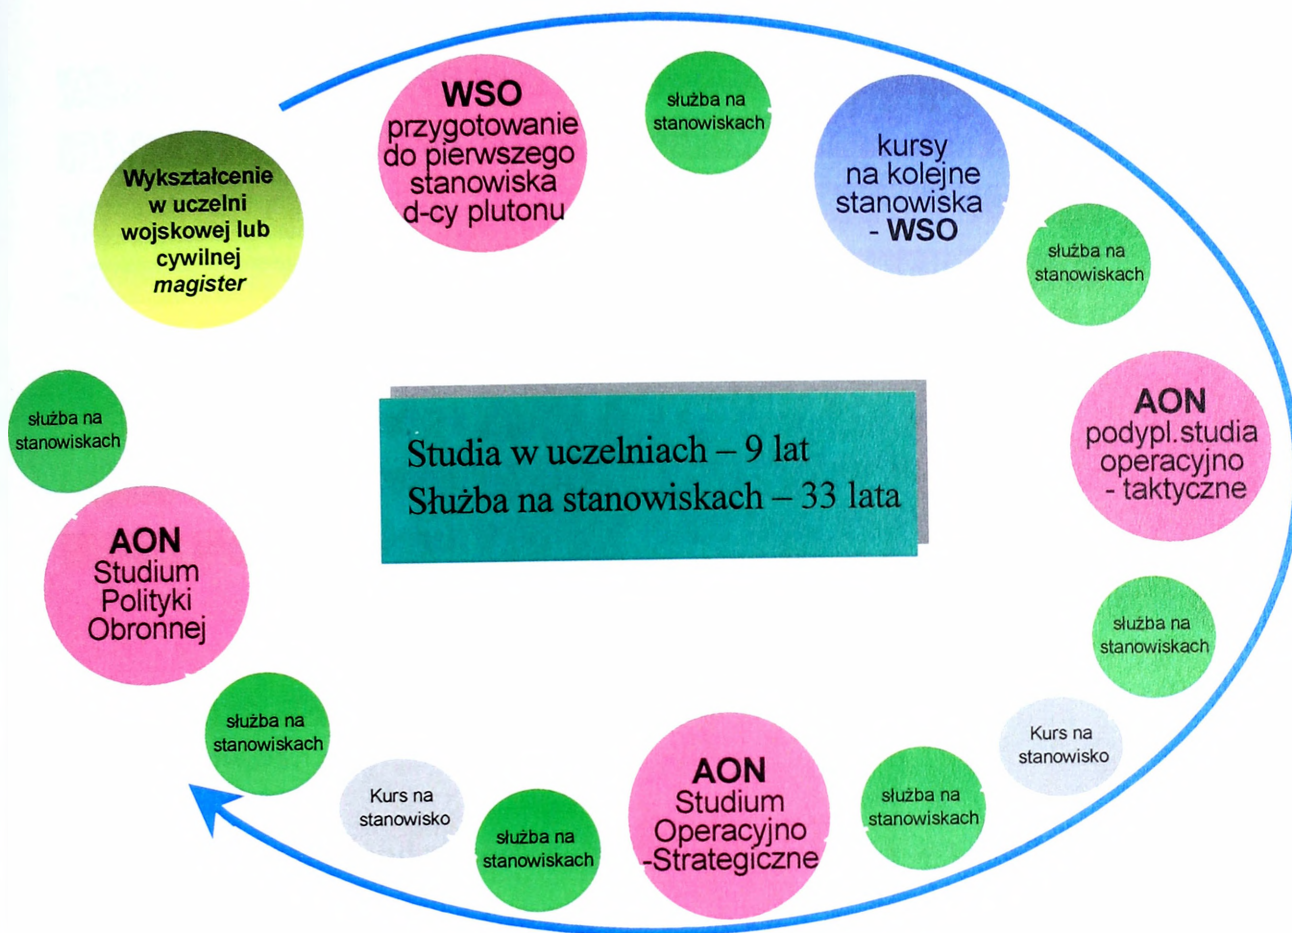 Wykształcenie
w uczelni
wojskowej lub
cywilnej
magister
WSO
przygotowanie
do pierwszego
stanowiska
d-cy plutonu
służba na
stanowiskach
kursy
na kolejne
stanowiska
- WSO
służba na
stanowiskach
AON
podypl.studia
operacyjno
- taktyczne
służba na
stanowiskach
Kurs na
stanowisko
służba na
stanowiskach
AON
Studium
Operacyjno
-Strategiczne
służba na
stanowiskach
Kurs na
stanowisko
służba na
stanowiskach
AON
Studium
Polityki
Obronnej
służba na
stanowiskach
Studia w uczelniach – 9 lat
Służba na stanowiskach – 33 lata